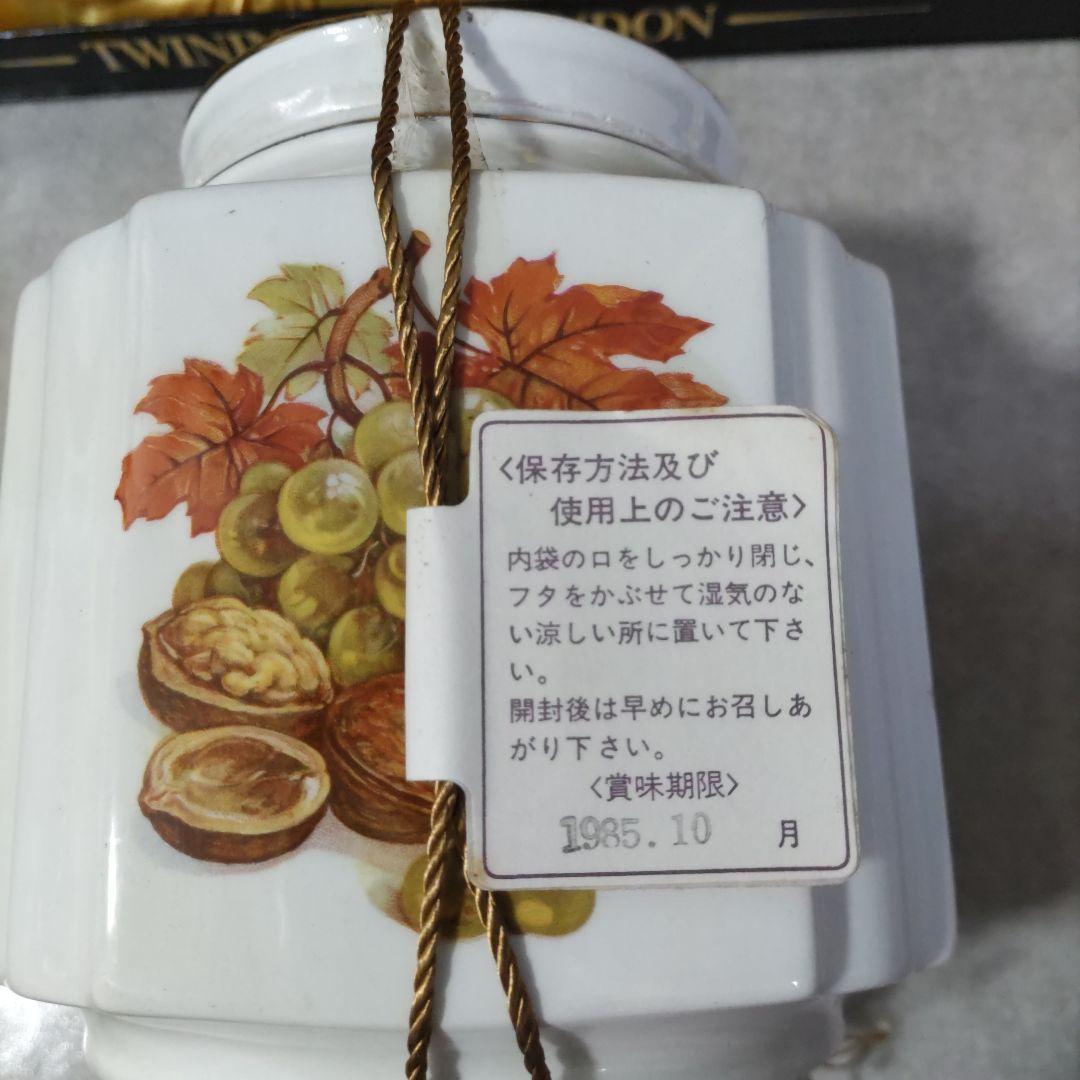 TWININ
DON
<保存方法及び
使用上のご注意>
内袋の口をしっかり閉じ、
フタをかぶせて湿気のな
い涼しい所に置いて下さ
い。
開封後は早めにお召しあ
がり下さい。
<賞味期限>
1985.10 月